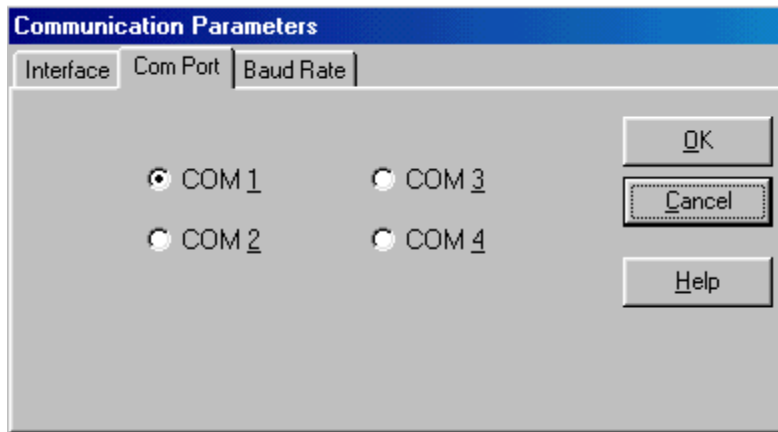 Communication Parameters
Interface Com Port Baud Rate
OK
COM 1 COM 3
Cancel
COM 2 COM 4
Help